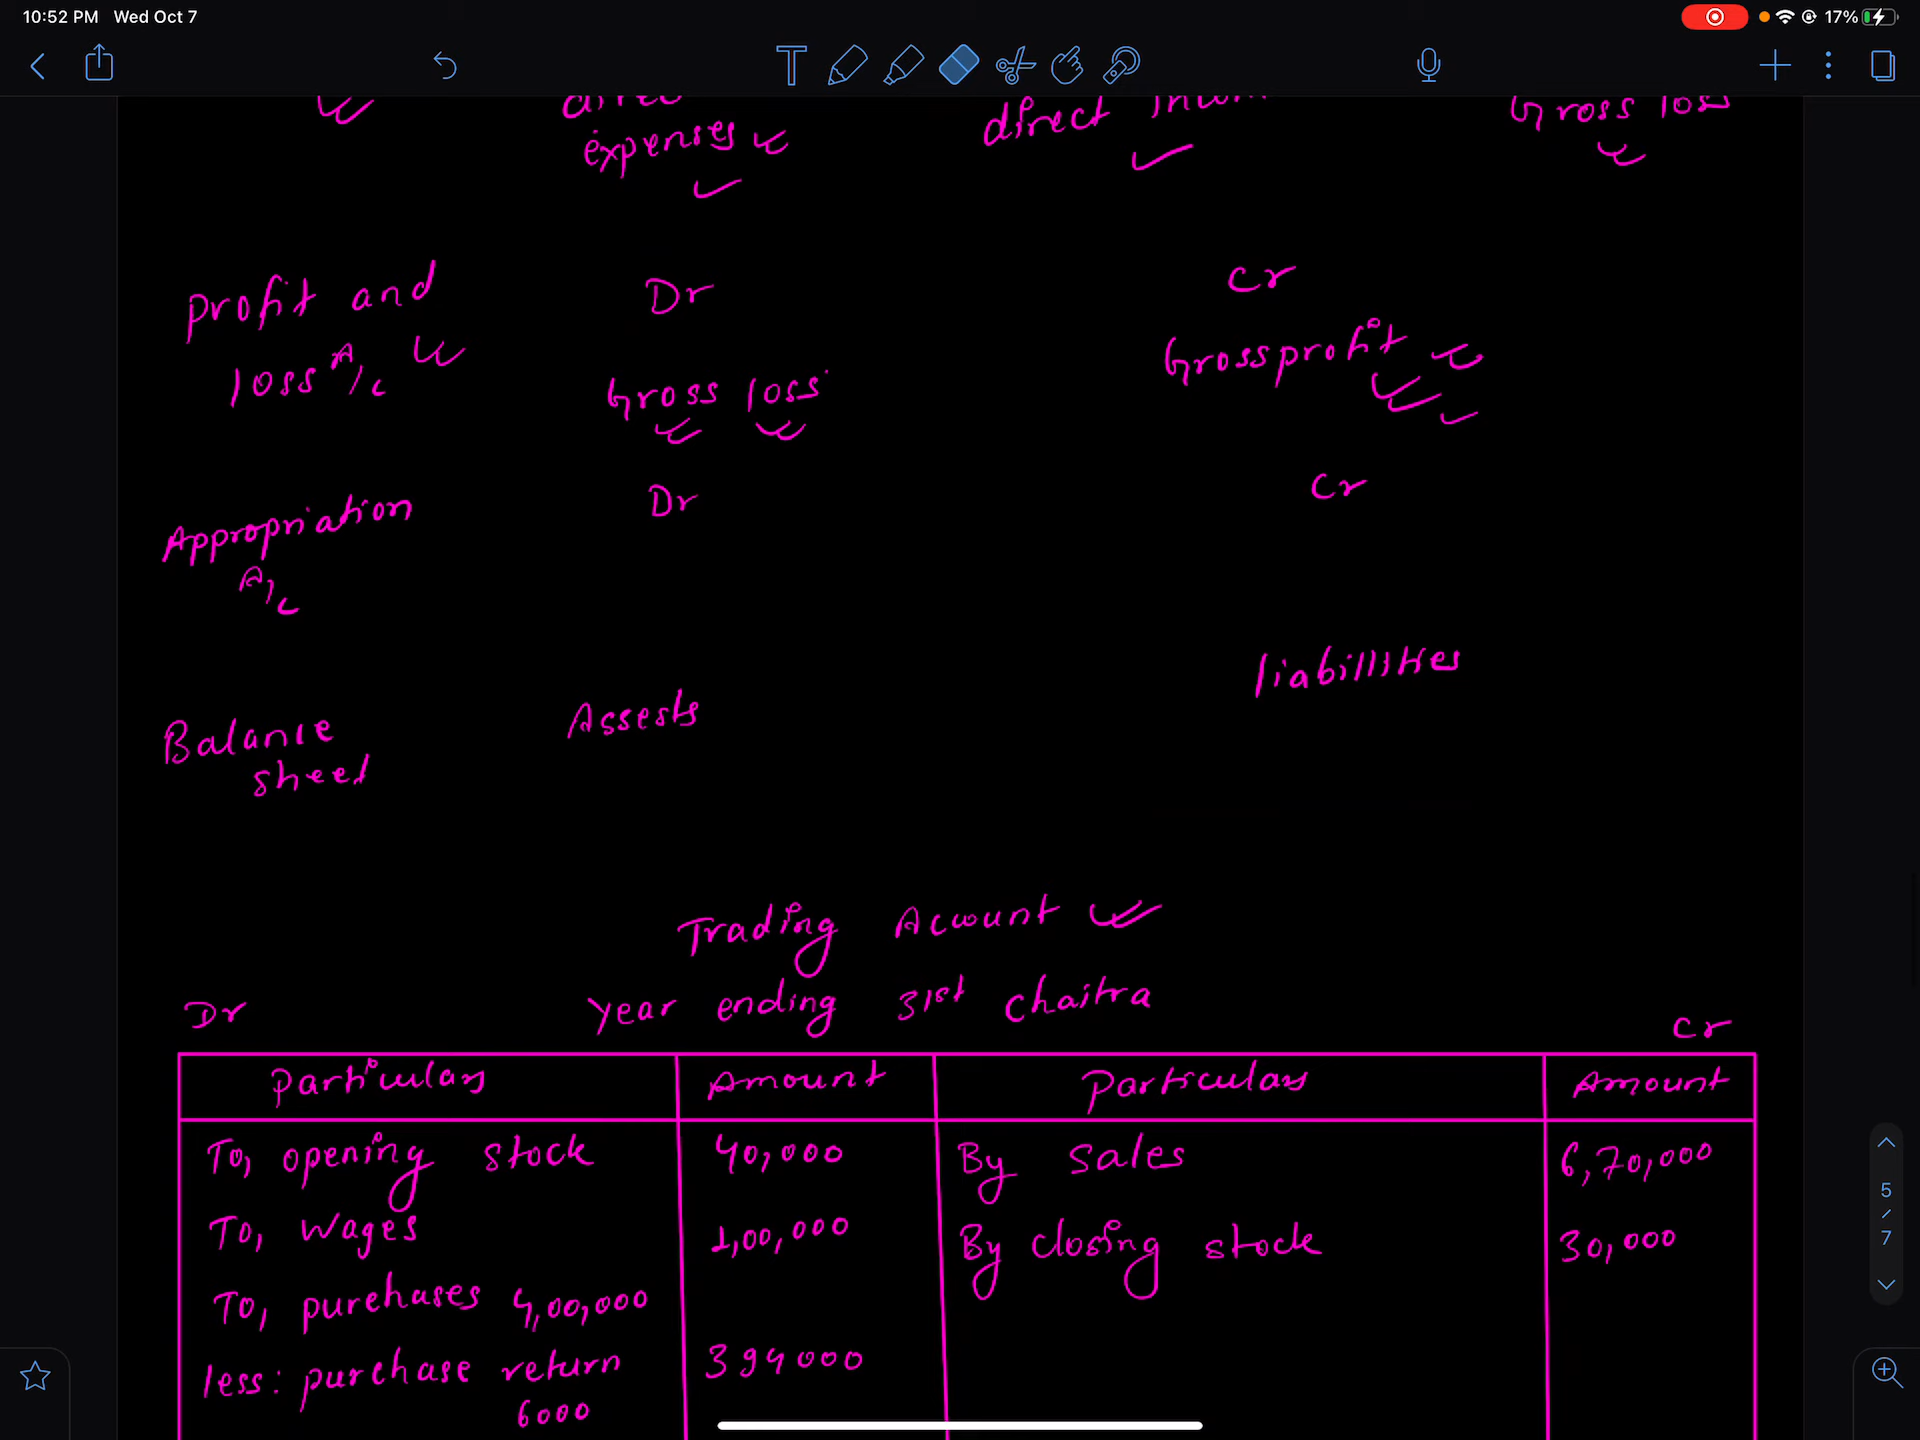 10:52 PM Wed Oct 7
17%
expenses
direct
Gross loss
profit and
loss A/c
Dr
Cr
Gross loss
Grossprofit
Appropriation
A/c
Dr
Cr
Balance
sheet
Assests
liabillities
Trading Account
Dr
year ending 31st chaitra
Cr
Particulars Amount Particulars Amount
To, opening stock 40,000 By sales 6,70,000
To, wages 1,00,000 By closing stock 30,000
To, purchases 4,00,000
less: purchase return 394000
6000
5
/
7